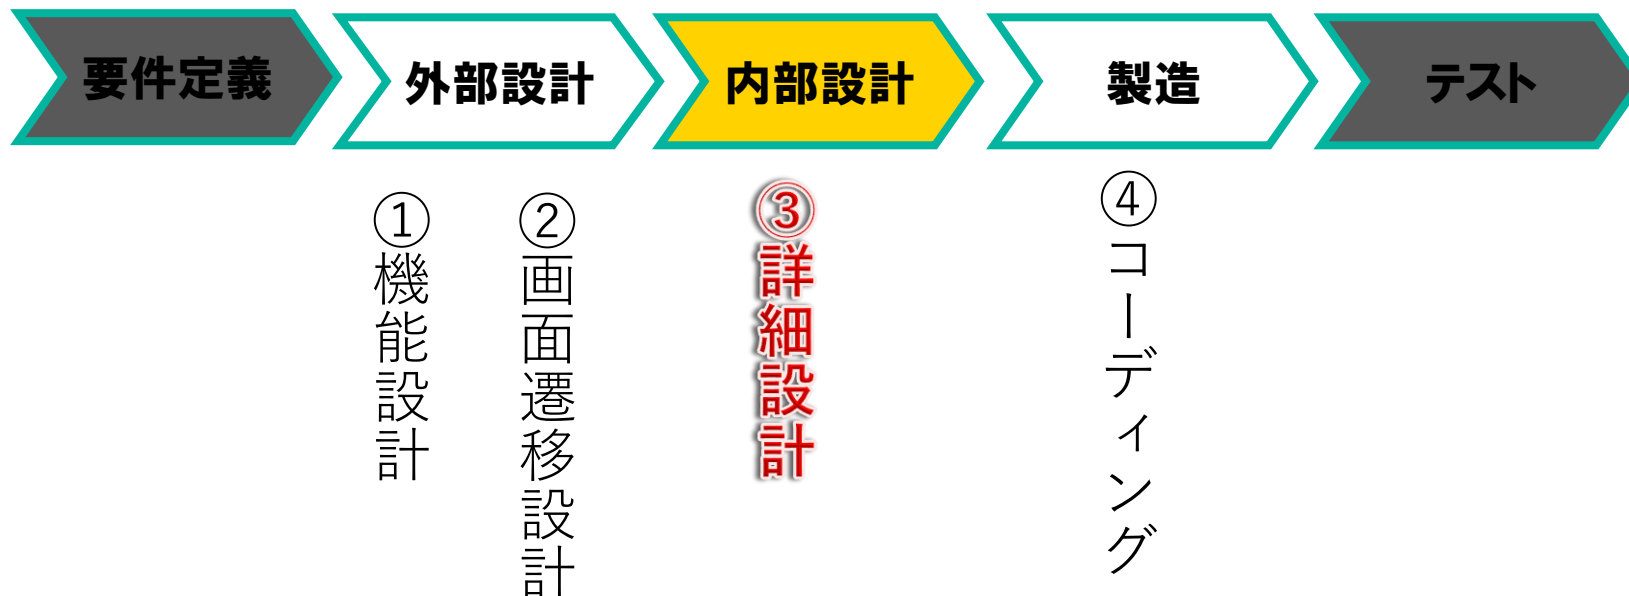 要件定義
外部設計
内部設計
製造
テスト
①機能設計
②画面遷移設計
③詳細設計
④コーディング